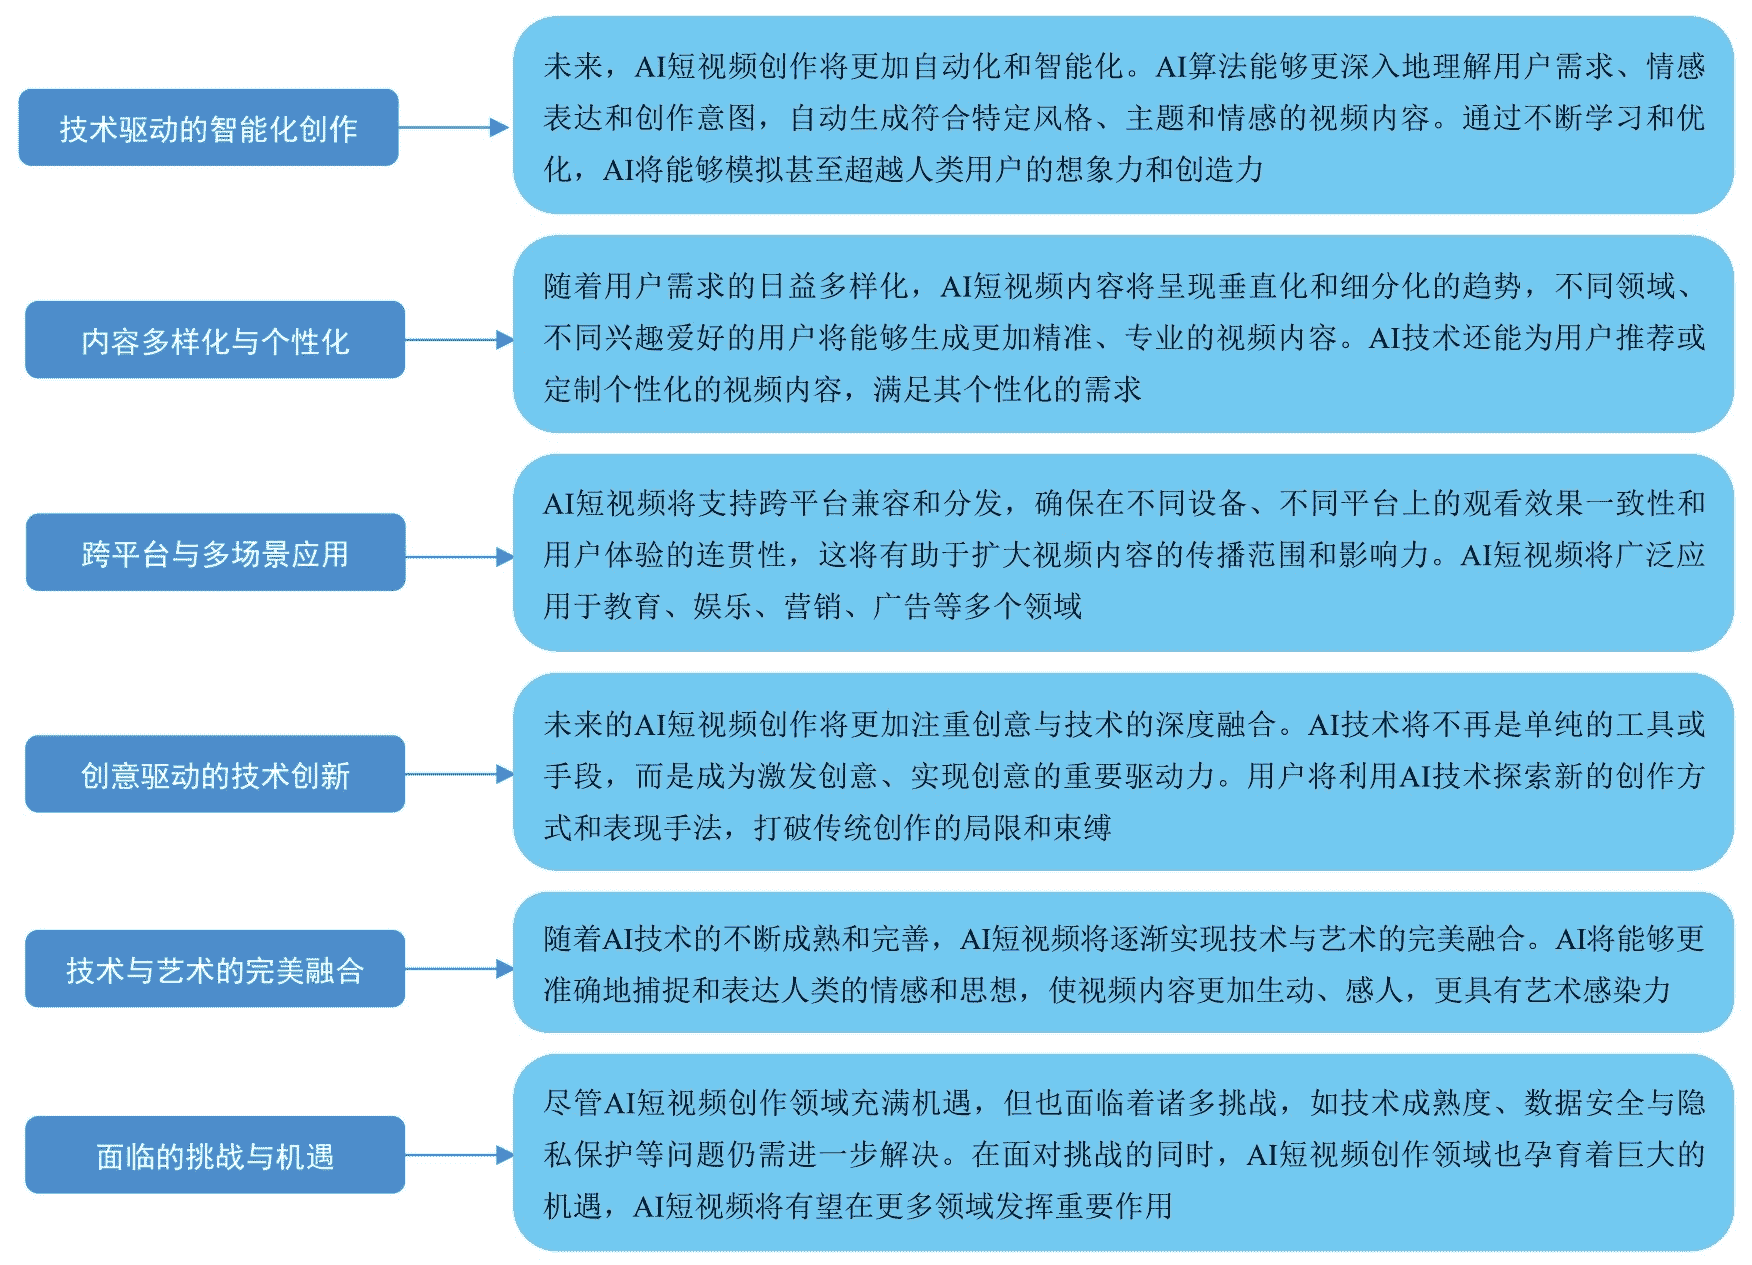 技术驱动的智能化创作
未来，AI短视频创作将更加自动化和智能化。AI算法能够更深入地理解用户需求、情感
表达和创作意图，自动生成符合特定风格、主题和情感的视频内容。通过不断学习和优
化，AI将能够模拟甚至超越人类用户的想象力和创造力
内容多样化与个性化
随着用户需求的日益多样化，AI短视频内容将呈现垂直化和细分化的趋势，不同领域、
不同兴趣爱好的用户将能够生成更加精准、专业的视频内容。AI技术还能为用户推荐或
定制个性化的视频内容，满足其个性化的需求
跨平台与多场景应用
AI短视频将支持跨平台兼容和分发，确保在不同设备、不同平台上的观看效果一致性和
用户体验的连贯性，这将有助于扩大视频内容的传播范围和影响力。AI短视频将广泛应
用于教育、娱乐、营销、广告等多个领域
创意驱动的技术创新
未来的AI短视频创作将更加注重创意与技术的深度融合。AI技术将不再是单纯的工具或
手段，而是成为激发创意、实现创意的重要驱动力。用户将利用AI技术探索新的创作方
式和表现手法，打破传统创作的局限和束缚
技术与艺术的完美融合
随着AI技术的不断成熟和完善，AI短视频将逐渐实现技术与艺术的完美融合。AI将能够更
准确地捕捉和表达人类的情感和思想，使视频内容更加生动、感人，更具有艺术感染力
面临的挑战与机遇
尽管AI短视频创作领域充满机遇，但也面临着诸多挑战，如技术成熟度、数据安全与隐
私保护等问题仍需进一步解决。在面对挑战的同时，AI短视频创作领域也孕育着巨大的
机遇，AI短视频将有望在更多领域发挥重要作用